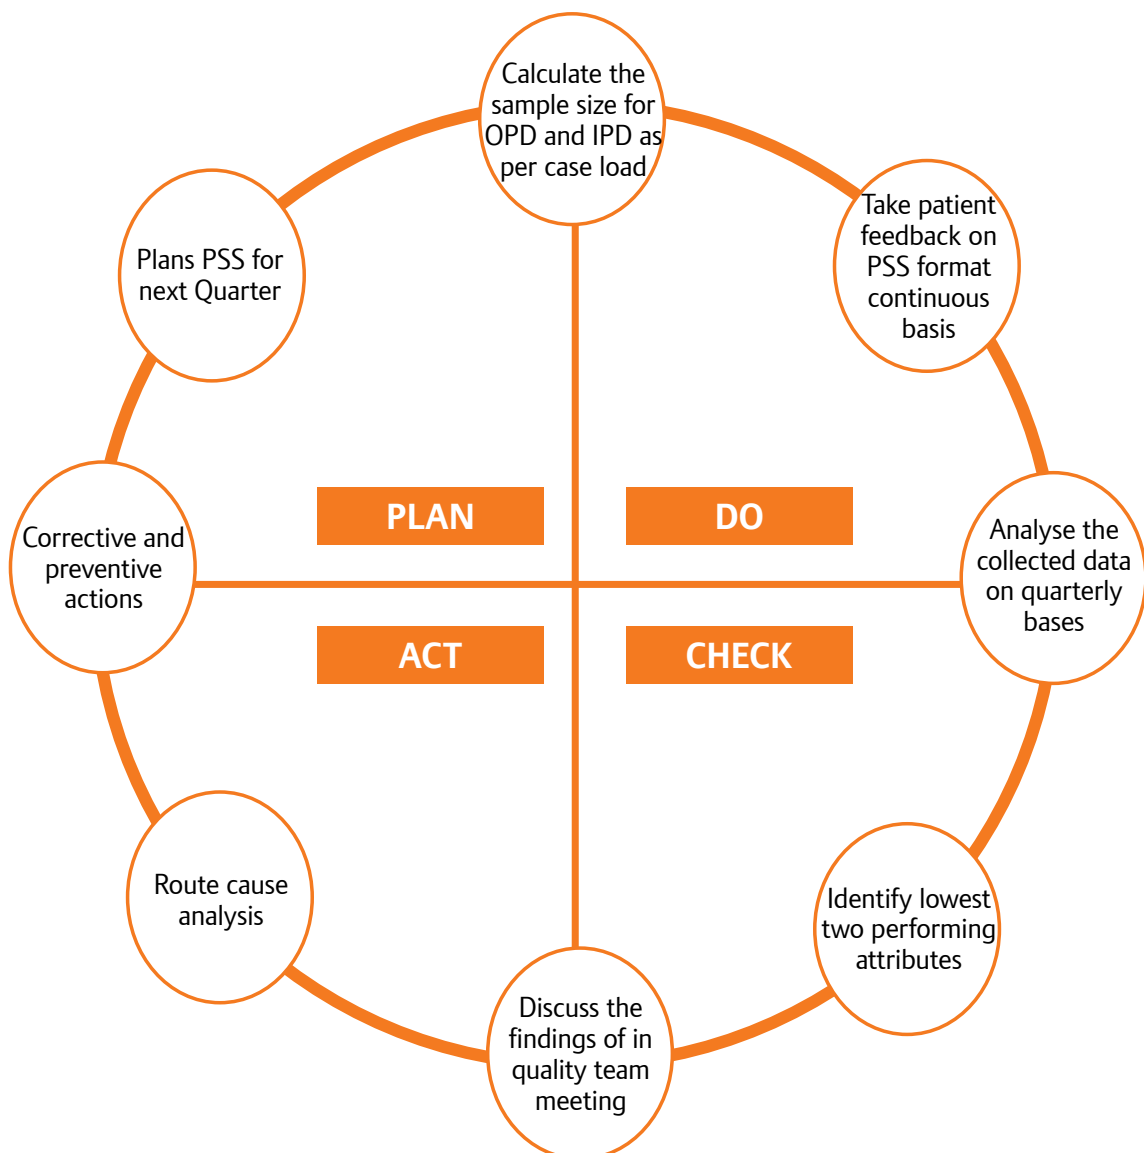 Calculate the
sample size for
OPD and IPD as
per case load
Take patient
feedback on
PSS format
continuous
basis
Analyse the
collected data
on quarterly
bases
Identify lowest
two performing
attributes
Discuss the
findings of in
quality team
meeting
Route cause
analysis
Corrective and
preventive
actions
Plans PSS for
next Quarter
PLAN
DO
ACT
CHECK